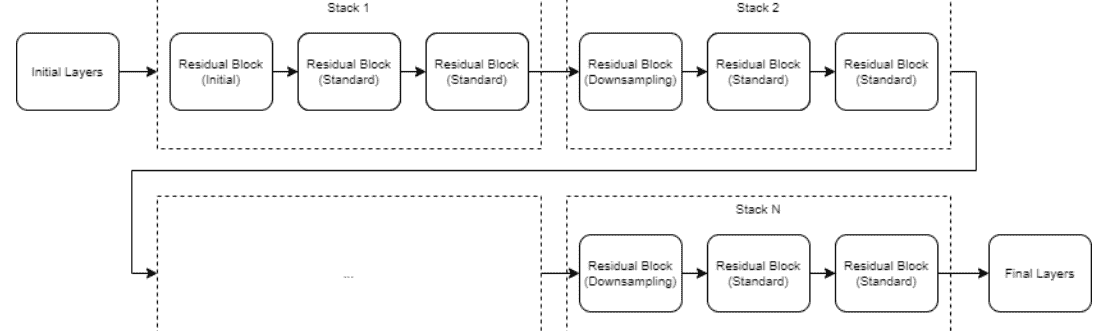 Stack 1
Stack 2
Initial Layers
Residual Block
(Initial)
Residual Block
(Standard)
Residual Block
(Standard)
Residual Block
(Downsampling)
Residual Block
(Standard)
Residual Block
(Standard)
...
Stack N
Residual Block
(Downsampling)
Residual Block
(Standard)
Residual Block
(Standard)
Final Layers